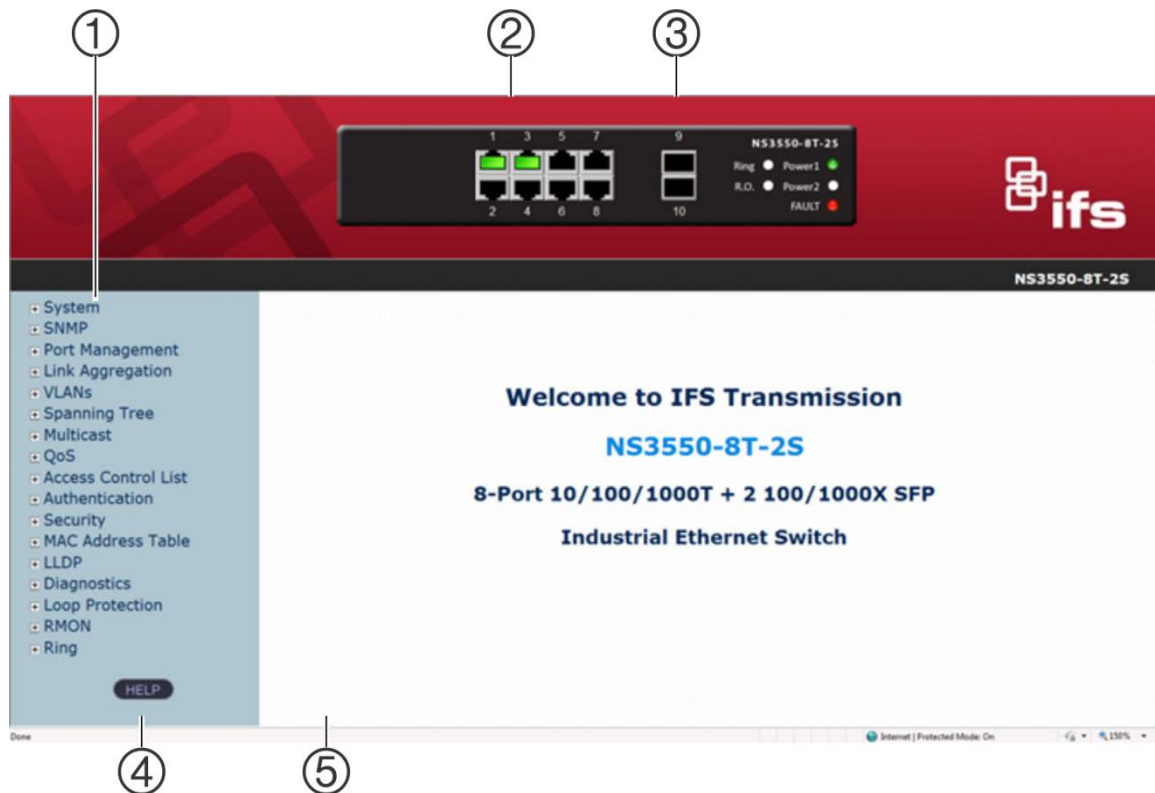 ① ② ③
1 3 5 7 9
NS3550-8T-2S
Ring Power1
R.O. Power2
FAULT
2 4 6 8 10
ifs
NS3550-8T-2S
System
SNMP
Port Management
Link Aggregation
VLANs
Spanning Tree
Multicast
QoS
Access Control List
Authentication
Security
MAC Address Table
LLDP
Diagnostics
Loop Protection
RMON
Ring
HELP
Welcome to IFS Transmission
NS3550-8T-2S
8-Port 10/100/1000T + 2 100/1000X SFP
Industrial Ethernet Switch
Done Internet | Protected Mode: On 150%
④ ⑤